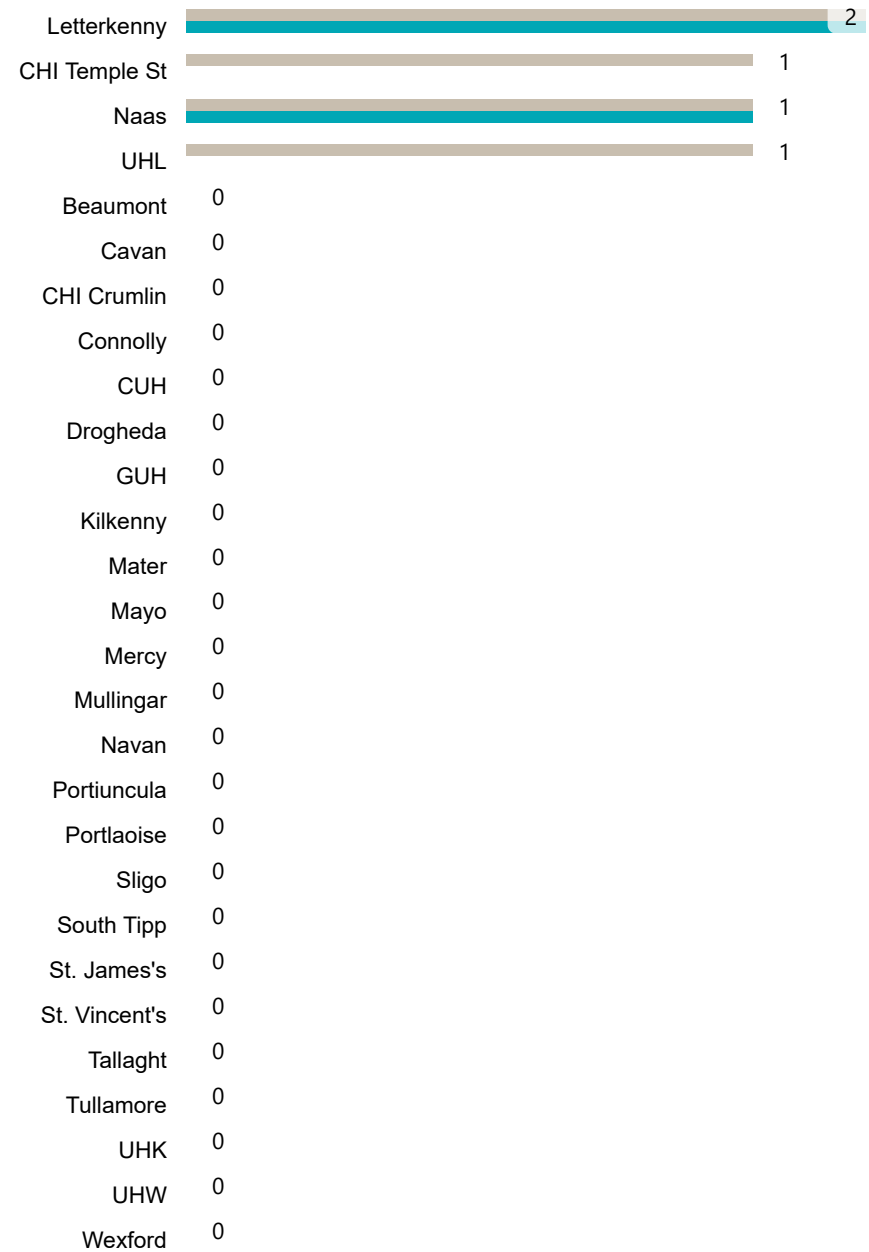 Letterkenny 2
CHI Temple St 1
Naas 1
UHL 1
Beaumont 0
Cavan 0
CHI Crumlin 0
Connolly 0
CUH 0
Drogheda 0
GUH 0
Kilkenny 0
Mater 0
Mayo 0
Mercy 0
Mullingar 0
Navan 0
Portiuncula 0
Portlaoise 0
Sligo 0
South Tipp 0
St. James's 0
St. Vincent's 0
Tallaght 0
Tullamore 0
UHK 0
UHW 0
Wexford 0